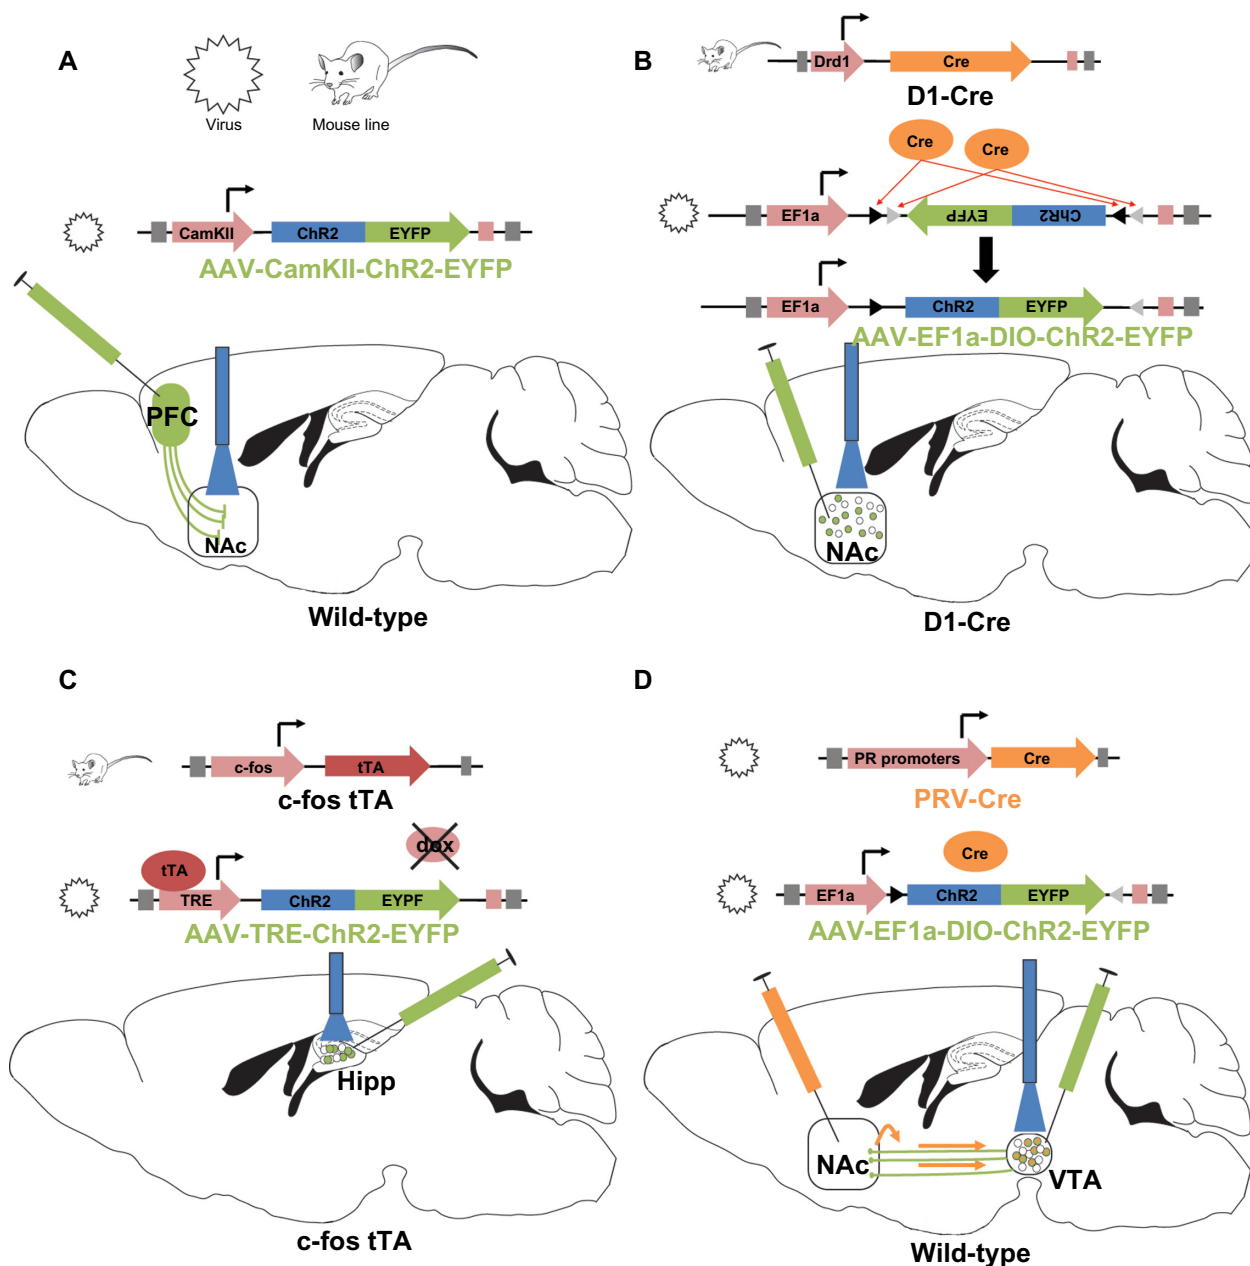 A
Virus
Mouse line
CamKII
ChR2
EYFP
AAV-CamKII-ChR2-EYFP
PFC
NAc
Wild-type
B
Drd1
Cre
D1-Cre
Cre
Cre
EF1a
EYFP
ChR2
EF1a
ChR2
EYFP
AAV-EF1a-DIO-ChR2-EYFP
NAc
D1-Cre
C
c-fos
tTA
c-fos tTA
dox
tTA
TRE
ChR2
EYPF
AAV-TRE-ChR2-EYFP
Hipp
c-fos tTA
D
PR promoters
Cre
PRV-Cre
Cre
EF1a
ChR2
EYFP
AAV-EF1a-DIO-ChR2-EYFP
NAc
VTA
Wild-type